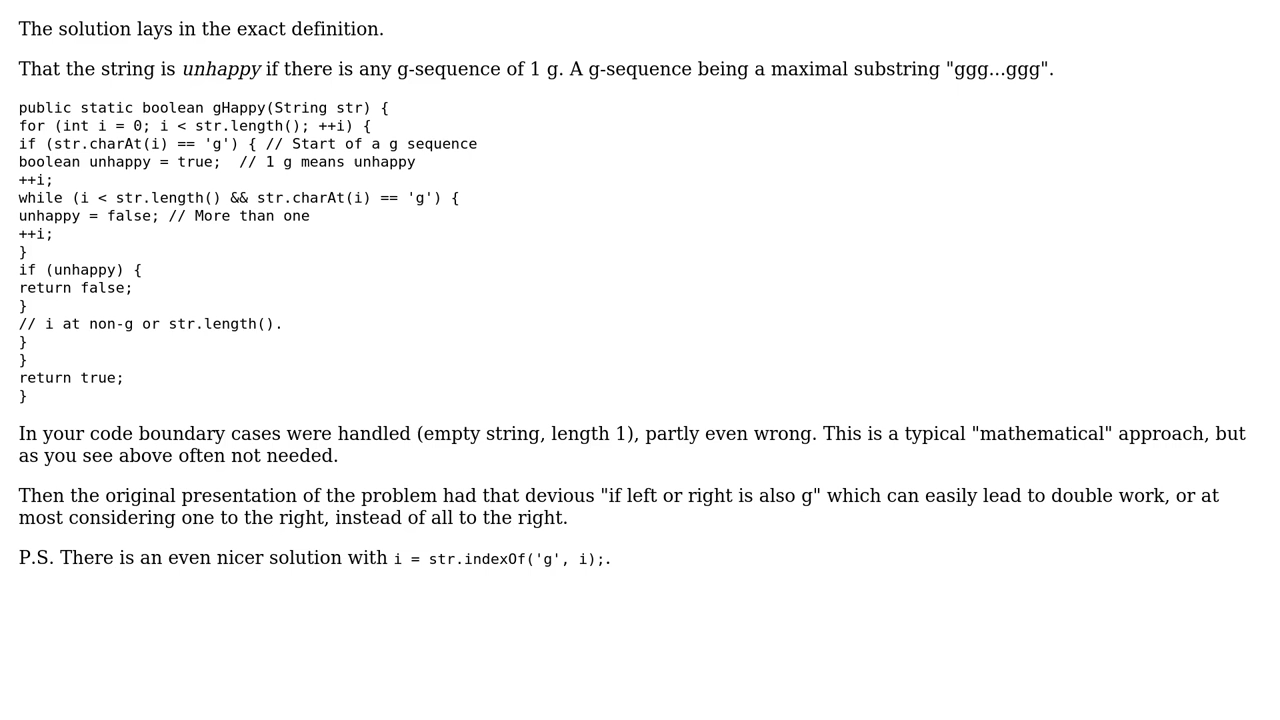 The solution lays in the exact definition.
That the string is unhappy if there is any g-sequence of 1 g. A g-sequence being a maximal substring "ggg...ggg".
public static boolean gHappy(String str) {
for (int i = 0; i < str.length(); ++i) {
if (str.charAt(i) == 'g') { // Start of a g sequence
boolean unhappy = true;  // 1 g means unhappy
++i;
while (i < str.length() && str.charAt(i) == 'g') {
unhappy = false; // More than one
++i;
}
if (unhappy) {
return false;
}
// i at non-g or str.length().
}
}
return true;
}
In your code boundary cases were handled (empty string, length 1), partly even wrong. This is a typical "mathematical" approach, but
as you see above often not needed.
Then the original presentation of the problem had that devious "if left or right is also g" which can easily lead to double work, or at
most considering one to the right, instead of all to the right.
P.S. There is an even nicer solution with i = str.indexOf('g', i);.